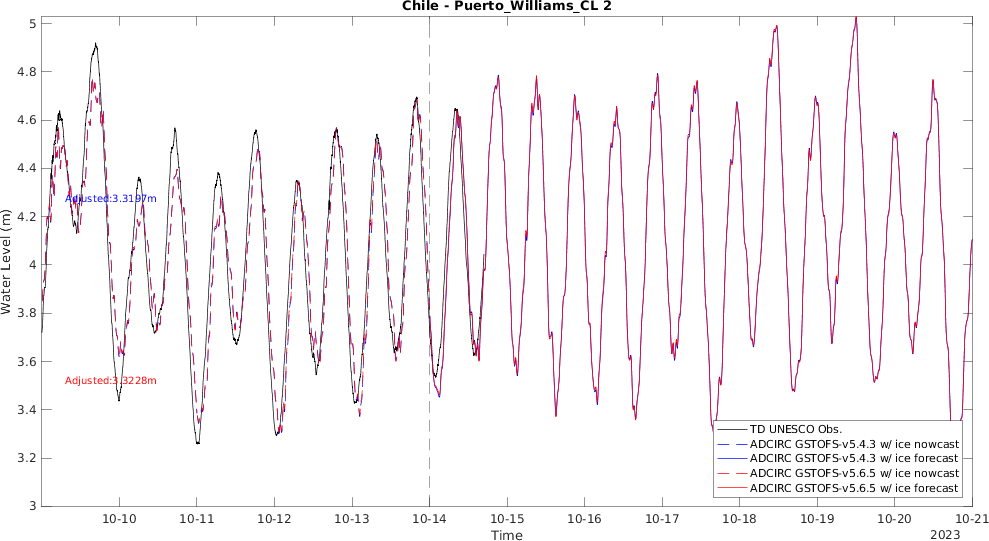 Chile - Puerto_Williams_CL 2
5
4.8
4.6
4.4
4.2
4
3.8
3.6
3.4
3.2
3
Water Level (m)
Adjusted:3.3197m
Adjusted:3.3228m
TD UNESCO Obs.
ADCIRC GSTOFS-v5.4.3 w/ ice nowcast
ADCIRC GSTOFS-v5.4.3 w/ ice forecast
ADCIRC GSTOFS-v5.6.5 w/ ice nowcast
ADCIRC GSTOFS-v5.6.5 w/ ice forecast
10-10 10-11 10-12 10-13 10-14 10-15 10-16 10-17 10-18 10-19 10-20 10-21
Time
2023